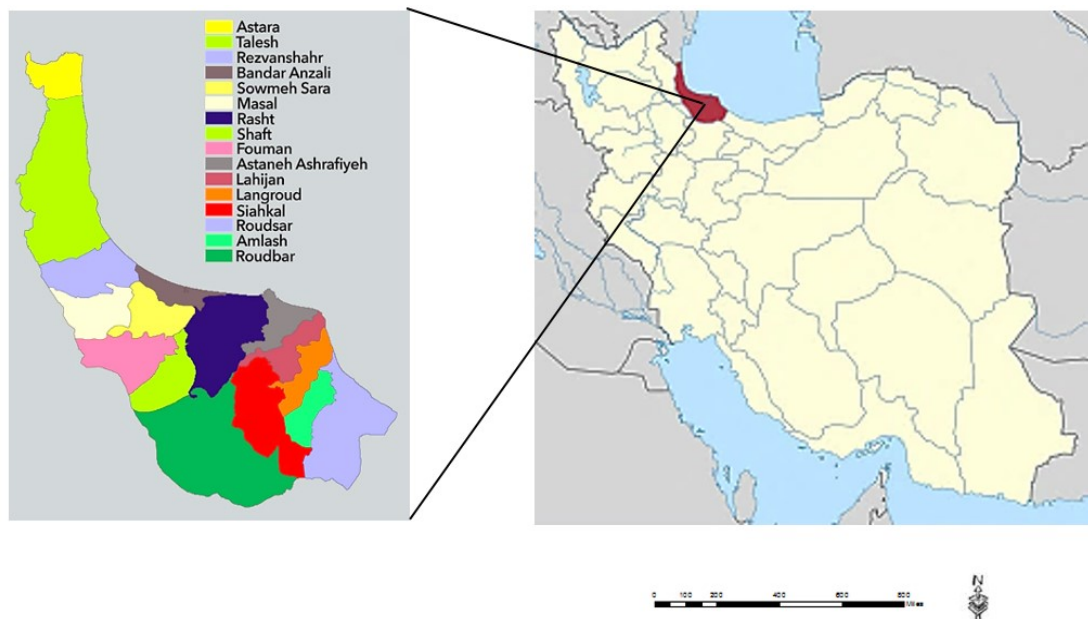 Astara
Talesh
Rezvanshahr
Bandar Anzali
Sowmeh Sara
Masal
Rasht
Shaft
Fouman
Astaneh Ashrafiyeh
Lahijan
Langroud
Siahkal
Roudsar
Amlash
Roudbar
N
0 100 200 400 600 800
Miles